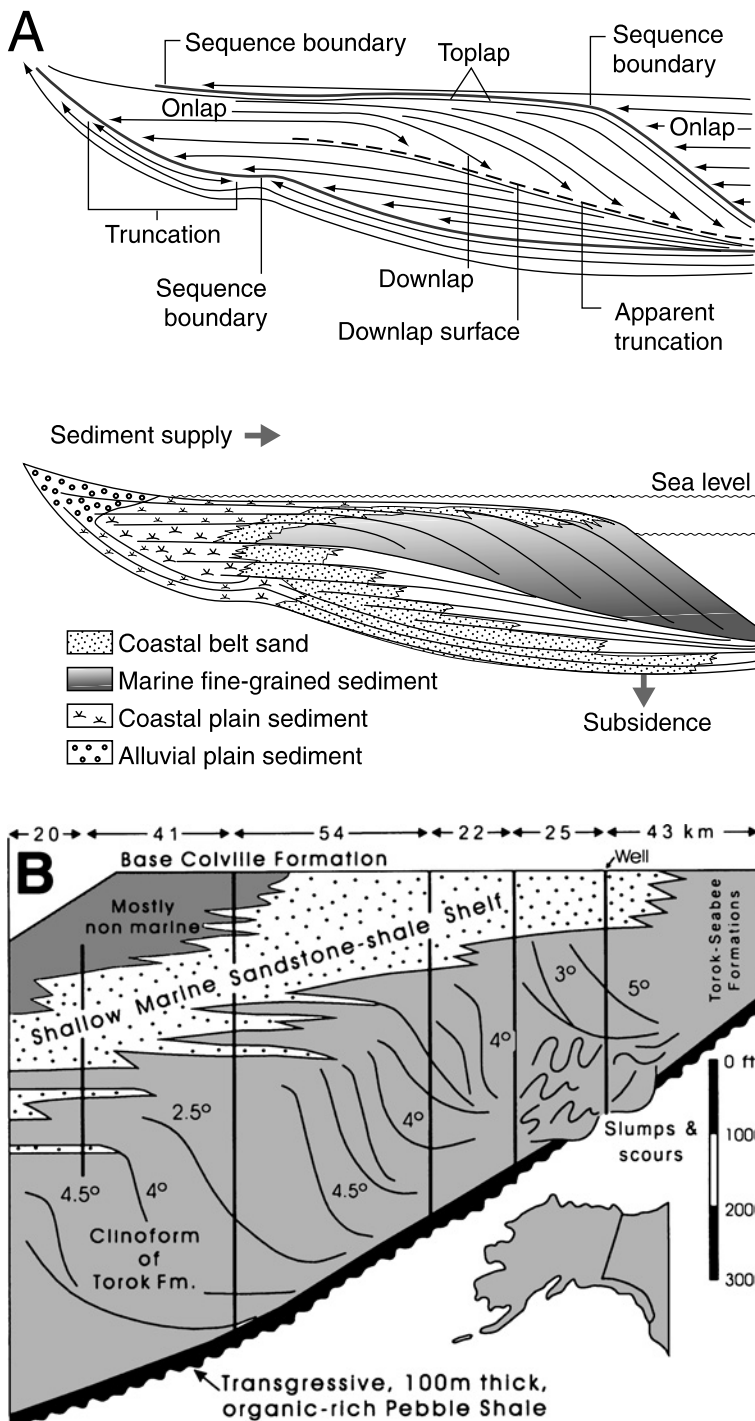 A
Sequence boundary
Toplap
Sequence
boundary
Onlap
Onlap
Truncation
Sequence
boundary
Downlap
Downlap surface
Apparent
truncation
Sediment supply
Sea level
Coastal belt sand
Marine fine-grained sediment
Coastal plain sediment
Alluvial plain sediment
Subsidence
20 41 54 22 25 43 km
B
Base Colville Formation
Well
Mostly
non marine
Shallow Marine Sandstone-shale Shelf
Torok-Seabee
Formations
3° 5°
4°
2.5°
4°
4.5° 4° 4.5°
0 ft
1000
2000
Slumps &
scours
Clinoform
of
Torok Fm.
Transgressive, 100m thick,
organic-rich Pebble Shale